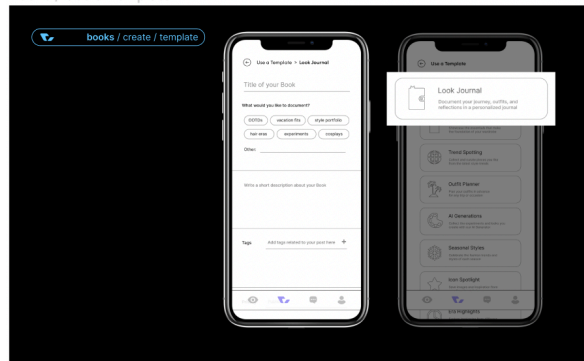 books / create / template
Use a Template > Look Journal
Title of your Book
What would you like to document?
OOTDs
vacation fits
style portfolio
hair eras
experiments
cosplays
Other:
Write a short description about your Book
Tags
Add tags related to your post here +
Use a Template
Look Journal
Document your journey, outfits, and
reflections in a personalized journal
Trend Spotting
Outfit Planner
AI Generations
Seasonal Styles
Icon Spotlight
Era Highlights